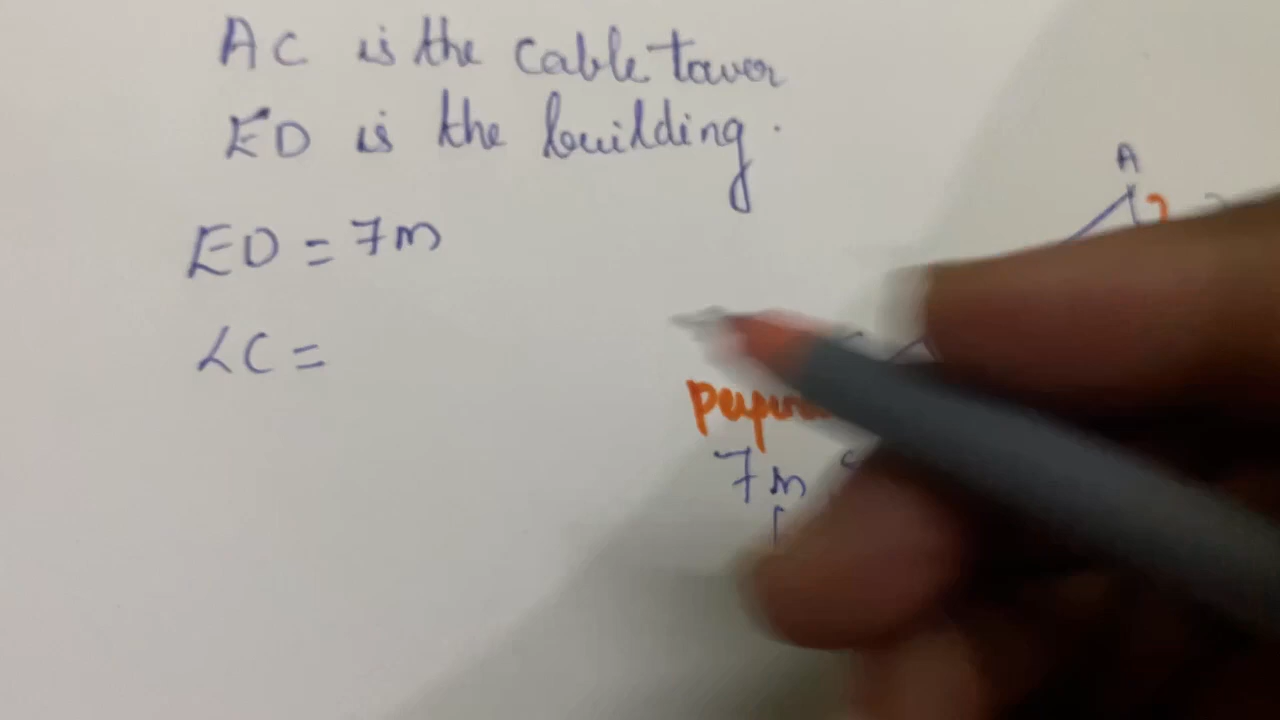 AC is the cable tower
ED is the building.
ED = 7m
∠C =
A
7m